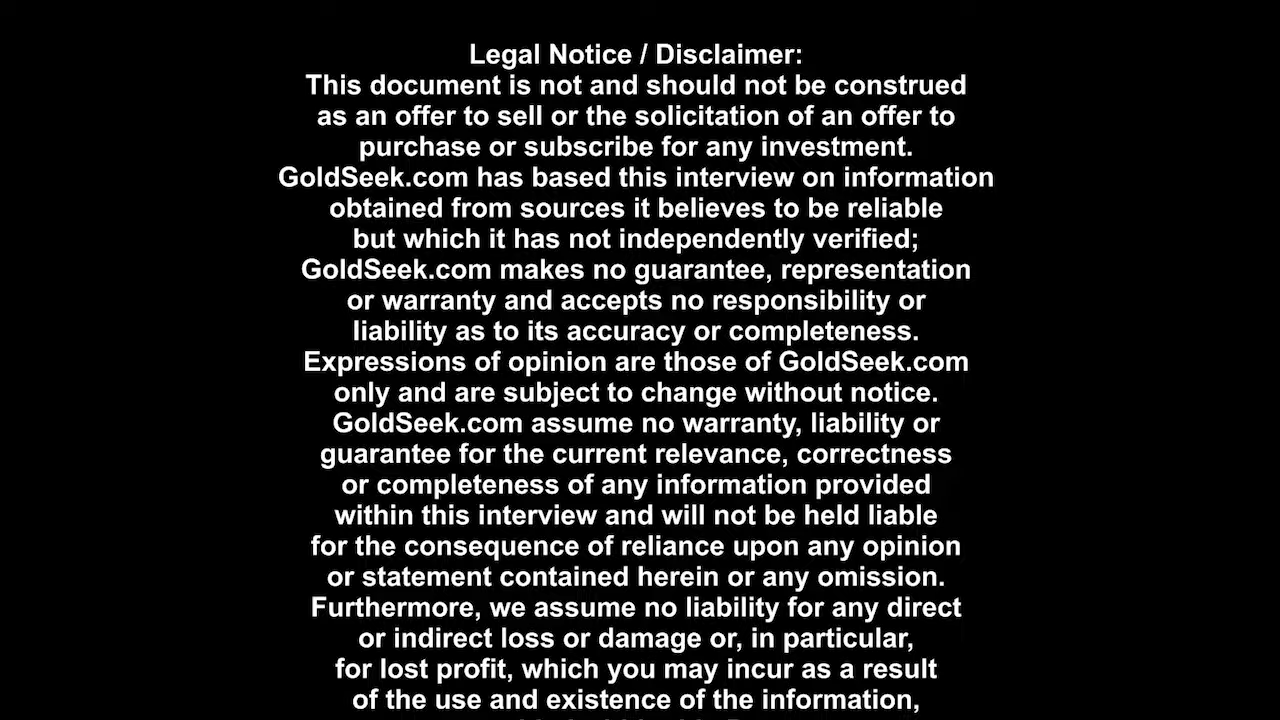 Legal Notice / Disclaimer:
This document is not and should not be construed
as an offer to sell or the solicitation of an offer to
purchase or subscribe for any investment.
GoldSeek.com has based this interview on information
obtained from sources it believes to be reliable
but which it has not independently verified;
GoldSeek.com makes no guarantee, representation
or warranty and accepts no responsibility or
liability as to its accuracy or completeness.
Expressions of opinion are those of GoldSeek.com
only and are subject to change without notice.
GoldSeek.com assume no warranty, liability or
guarantee for the current relevance, correctness
or completeness of any information provided
within this interview and will not be held liable
for the consequence of reliance upon any opinion
or statement contained herein or any omission.
Furthermore, we assume no liability for any direct
or indirect loss or damage or, in particular,
for lost profit, which you may incur as a result
of the use and existence of the information,